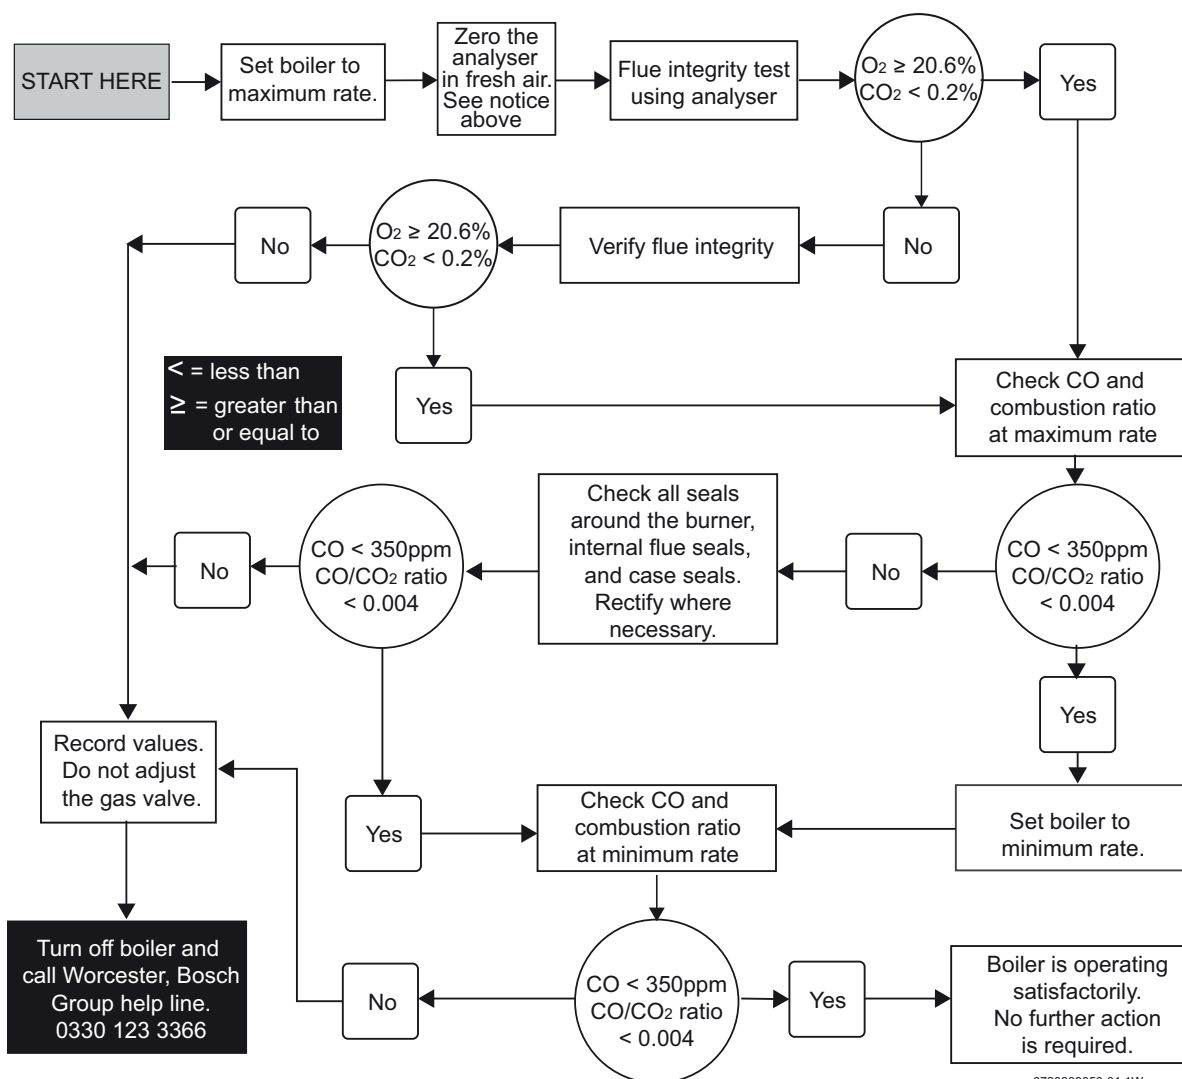 START HERE
Set boiler to
maximum rate.
Zero the
analyser
in fresh air.
See notice
above
Flue integrity test
using analyser
O2 ≥ 20.6%
CO2 < 0.2%
Yes
No
Verify flue integrity
O2 ≥ 20.6%
CO2 < 0.2%
No
Yes
< = less than
≥ = greater than
or equal to
Check CO and
combustion ratio
at maximum rate
CO < 350ppm
CO/CO2 ratio
< 0.004
No
Check all seals
around the burner,
internal flue seals,
and case seals.
Rectify where
necessary.
CO < 350ppm
CO/CO2 ratio
< 0.004
No
Yes
Yes
Set boiler to
minimum rate.
Check CO and
combustion ratio
at minimum rate
Record values.
Do not adjust
the gas valve.
Turn off boiler and
call Worcester, Bosch
Group help line.
0330 123 3366
No
CO < 350ppm
CO/CO2 ratio
< 0.004
Yes
Boiler is operating
satisfactorily.
No further action
is required.